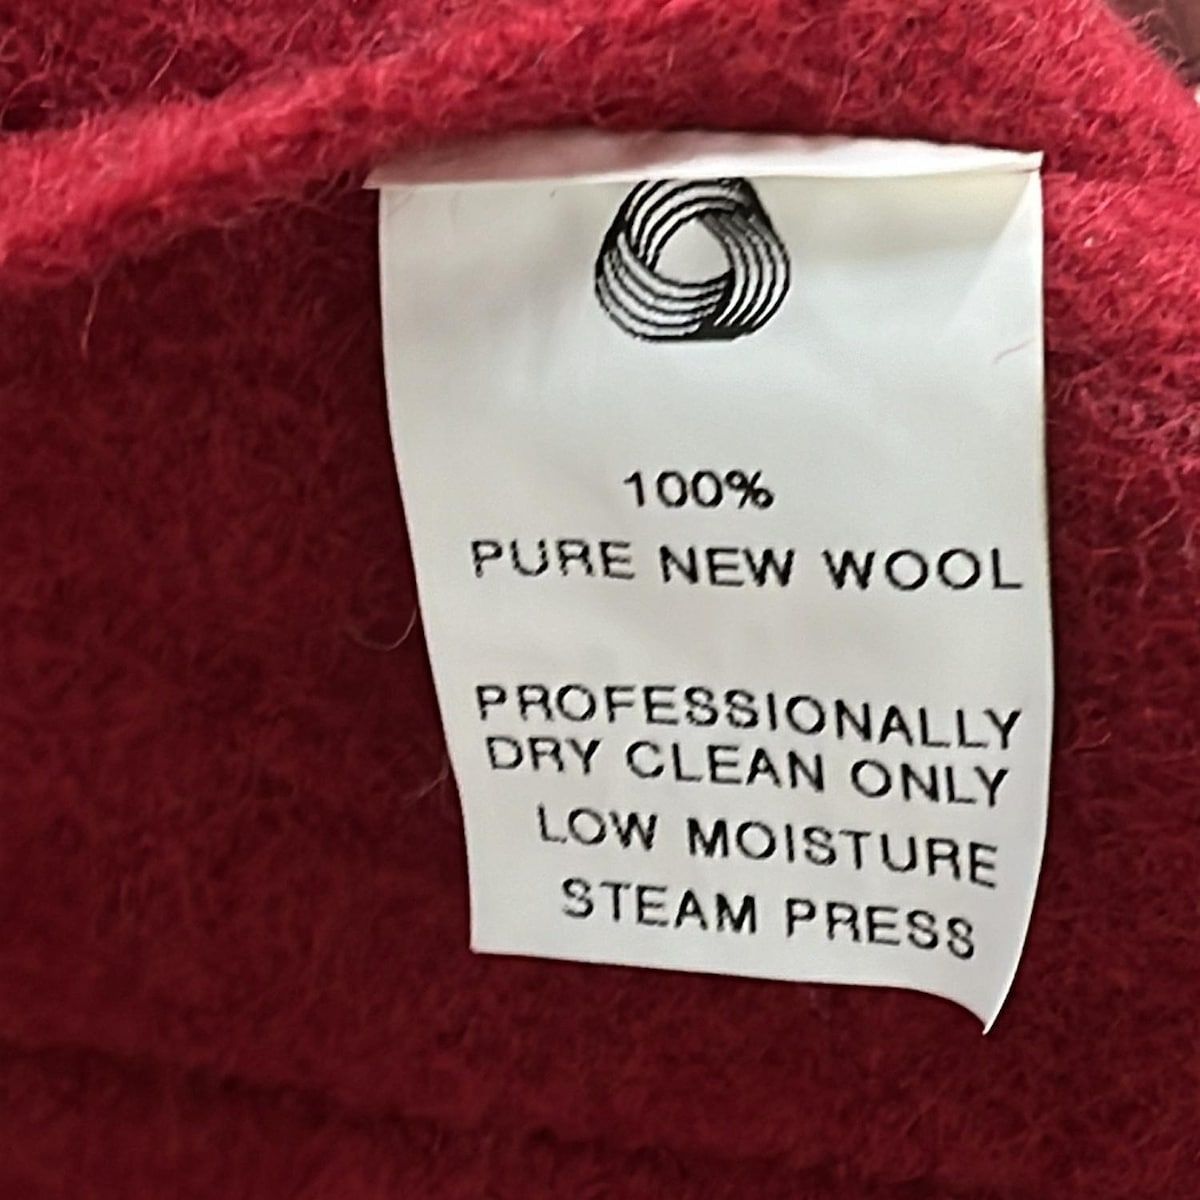 100%
PURE NEW WOOL
PROFESSIONALLY
DRY CLEAN ONLY
LOW MOISTURE
STEAM PRESS